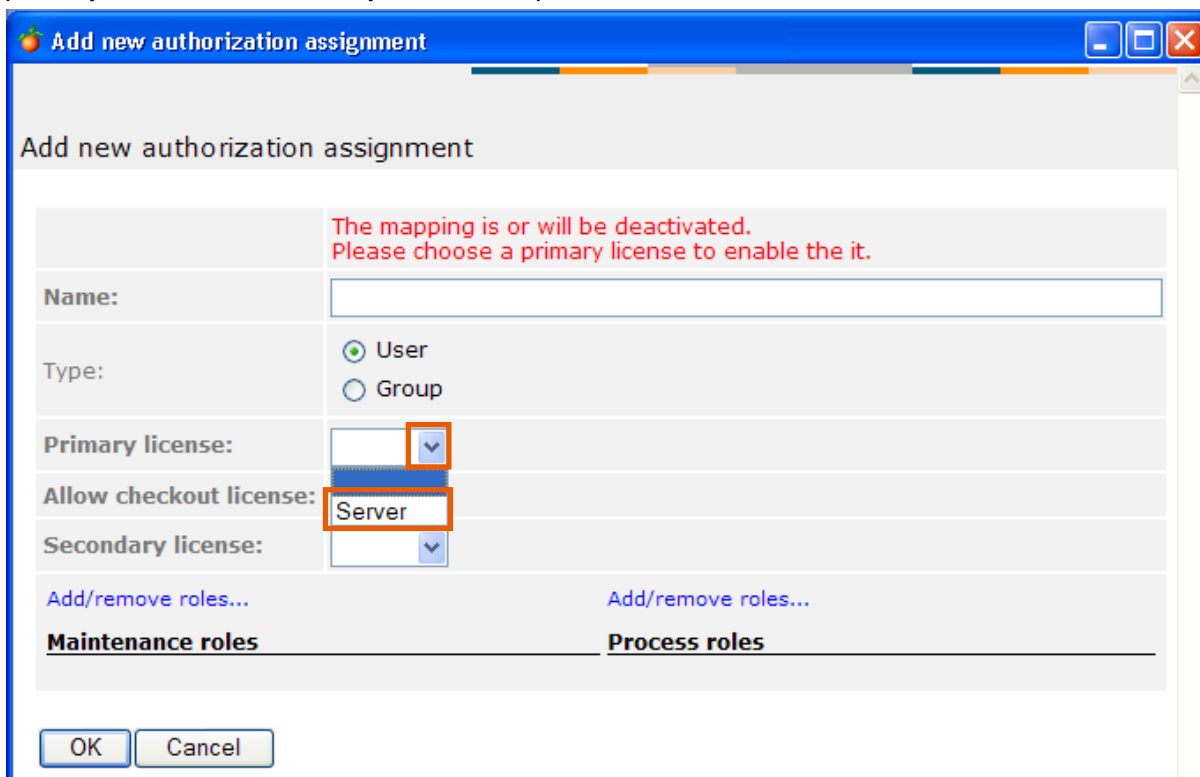 Add new authorization assignment
Add new authorization assignment
The mapping is or will be deactivated.
Please choose a primary license to enable the it.
Name:
Type:
User
Group
Primary license:
Allow checkout license:
Server
Secondary license:
Add/remove roles... Add/remove roles...
Maintenance roles Process roles
OK Cancel